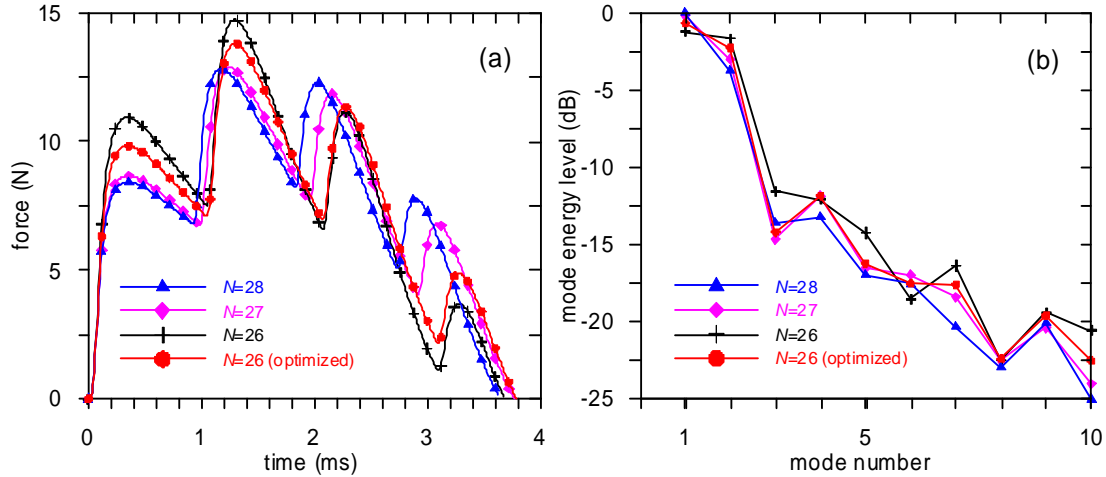 15
10
5
0
force (N)
(a)
N=28
N=27
N=26
N=26 (optimized)
0
1
2
3
4
time (ms)
0
-5
-10
-15
-20
-25
mode energy level (dB)
(b)
N=28
N=27
N=26
N=26 (optimized)
1
5
10
mode number